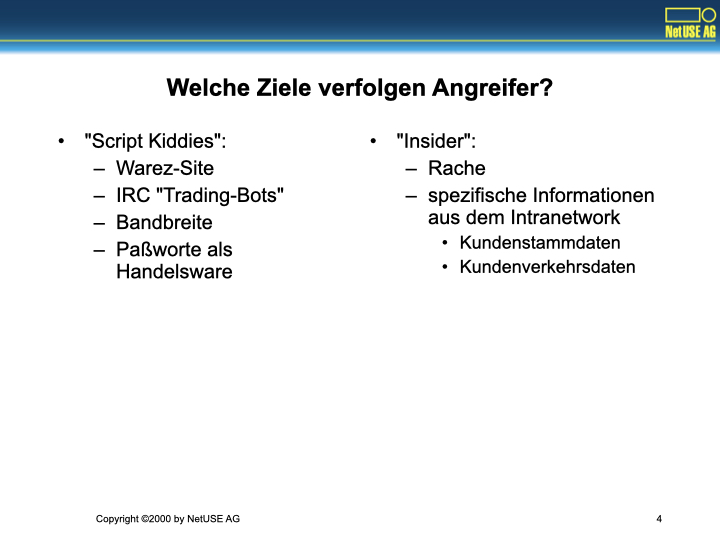 NetUSE AG
Welche Ziele verfolgen Angreifer?
• "Script Kiddies":
– Warez-Site
– IRC "Trading-Bots"
– Bandbreite
– Paßworte als
Handelsware
• "Insider":
– Rache
– spezifische Informationen
aus dem Intranetwork
• Kundenstammdaten
• Kundenverkehrsdaten
Copyright ©2000 by NetUSE AG
4